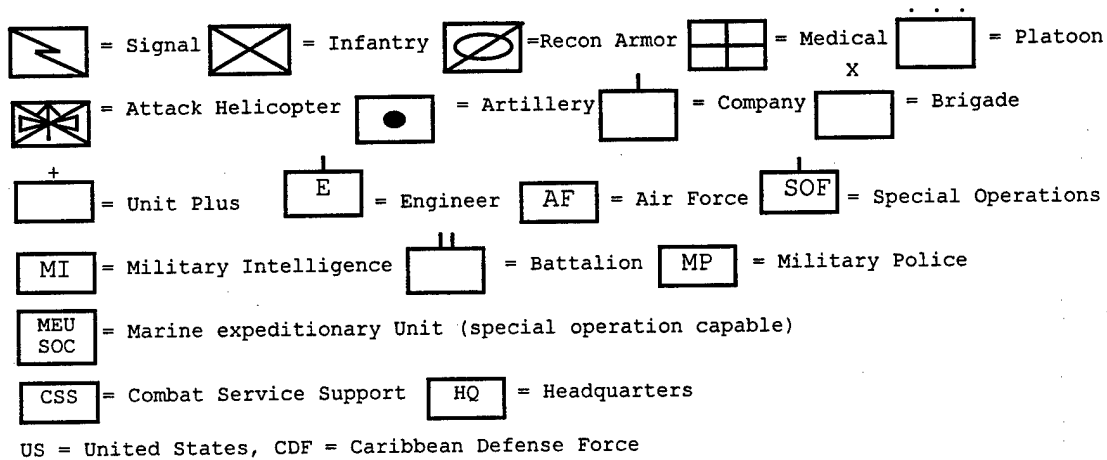 . . .
= Signal = Infantry =Recon Armor = Medical = Platoon
X
= Attack Helicopter = Artillery = Company = Brigade
+
= Unit Plus E = Engineer AF = Air Force SOF = Special Operations
MI = Military Intelligence = Battalion MP = Military Police
MEU
SOC = Marine expeditionary Unit (special operation capable)
CSS = Combat Service Support HQ = Headquarters
US = United States, CDF = Caribbean Defense Force